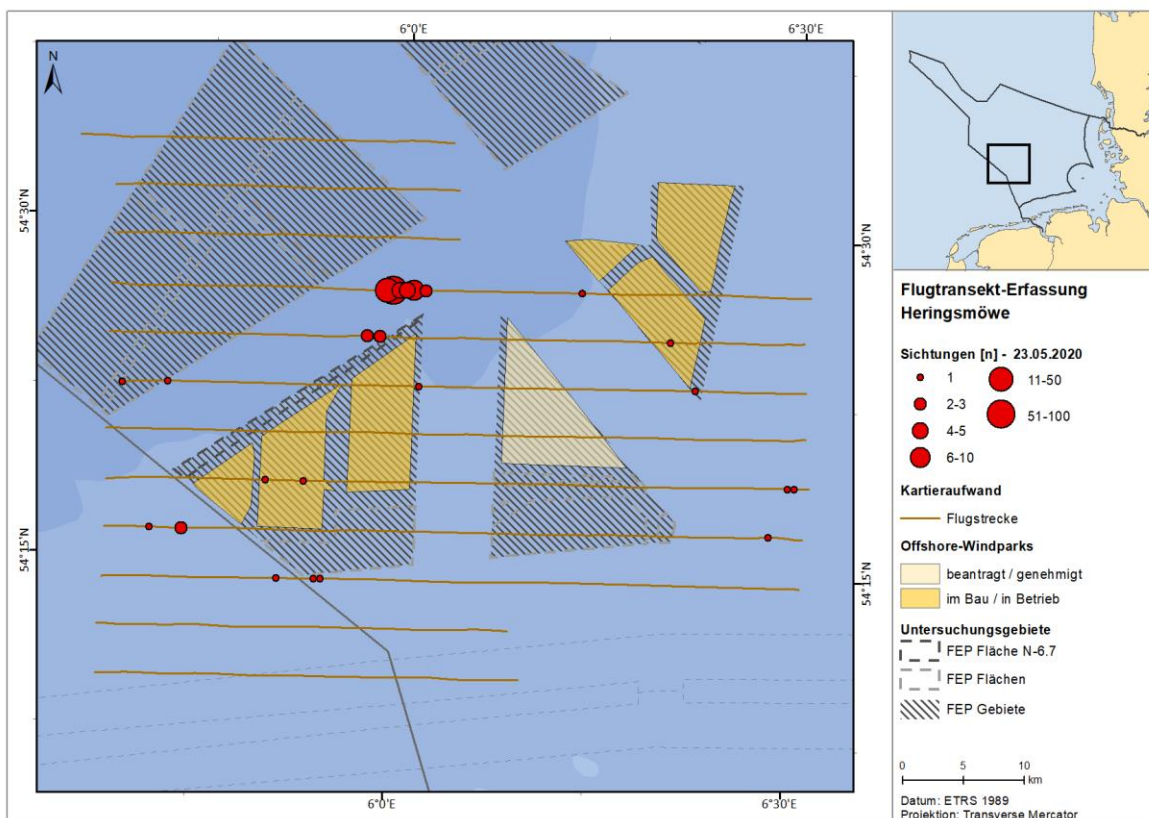 6°0'E
6°30'E
N
54°30'N
54°30'N
54°15'N
54°15'N
6°0'E
6°30'E
Flugtransekt-Erfassung
Heringsmöwe
Sichtungen [n] - 23.05.2020
1
11-50
2-3
51-100
4-5
6-10
Kartieraufwand
Flugstrecke
Offshore-Windparks
beantragt / genehmigt
im Bau / in Betrieb
Untersuchungsgebiete
FEP Fläche N-6.7
FEP Flächen
FEP Gebiete
0 5 10
km
Datum: ETRS 1989
Projektion: Transverse Mercator